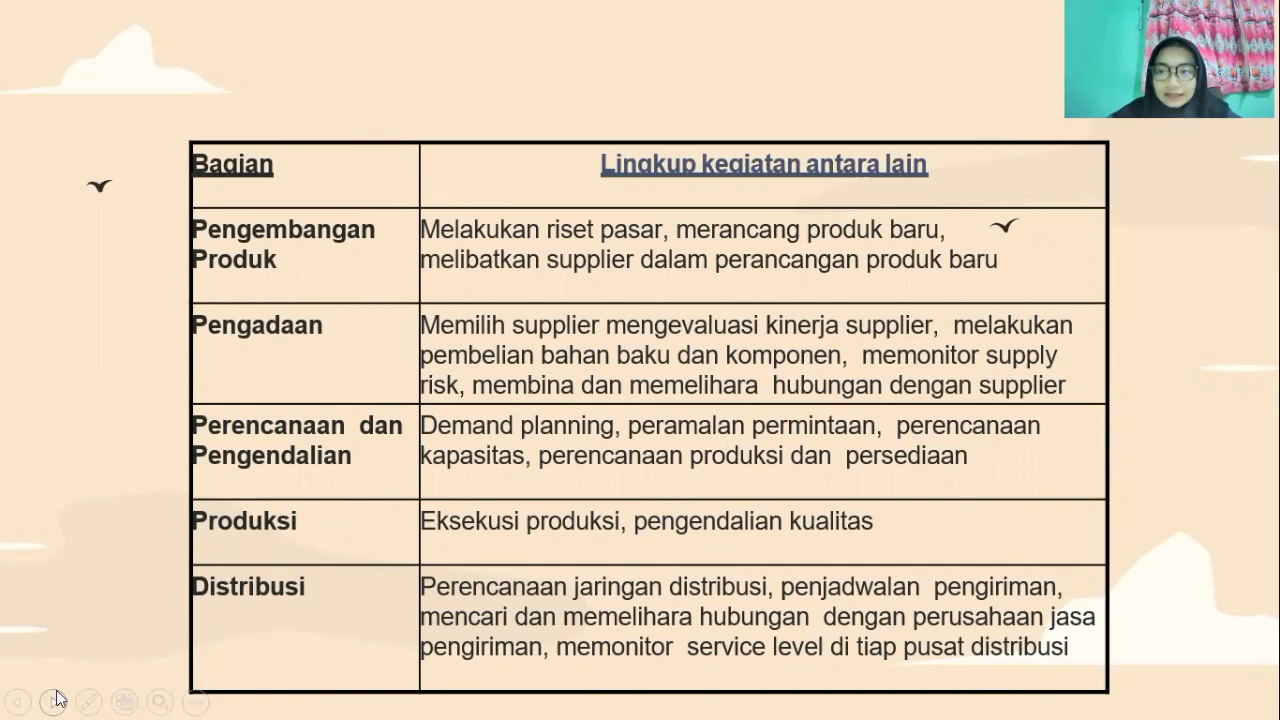 Bagian
Lingkup kegiatan antara lain
Pengembangan
Produk
Melakukan riset pasar, merancang produk baru,
melibatkan supplier dalam perancangan produk baru
Pengadaan
Memilih supplier mengevaluasi kinerja supplier, melakukan
pembelian bahan baku dan komponen, memonitor supply
risk, membina dan memelihara hubungan dengan supplier
Perencanaan dan
Pengendalian
Demand planning, peramalan permintaan, perencanaan
kapasitas, perencanaan produksi dan persediaan
Produksi
Eksekusi produksi, pengendalian kualitas
Distribusi
Perencanaan jaringan distribusi, penjadwalan pengiriman,
mencari dan memelihara hubungan dengan perusahaan jasa
pengiriman, memonitor service level di tiap pusat distribusi